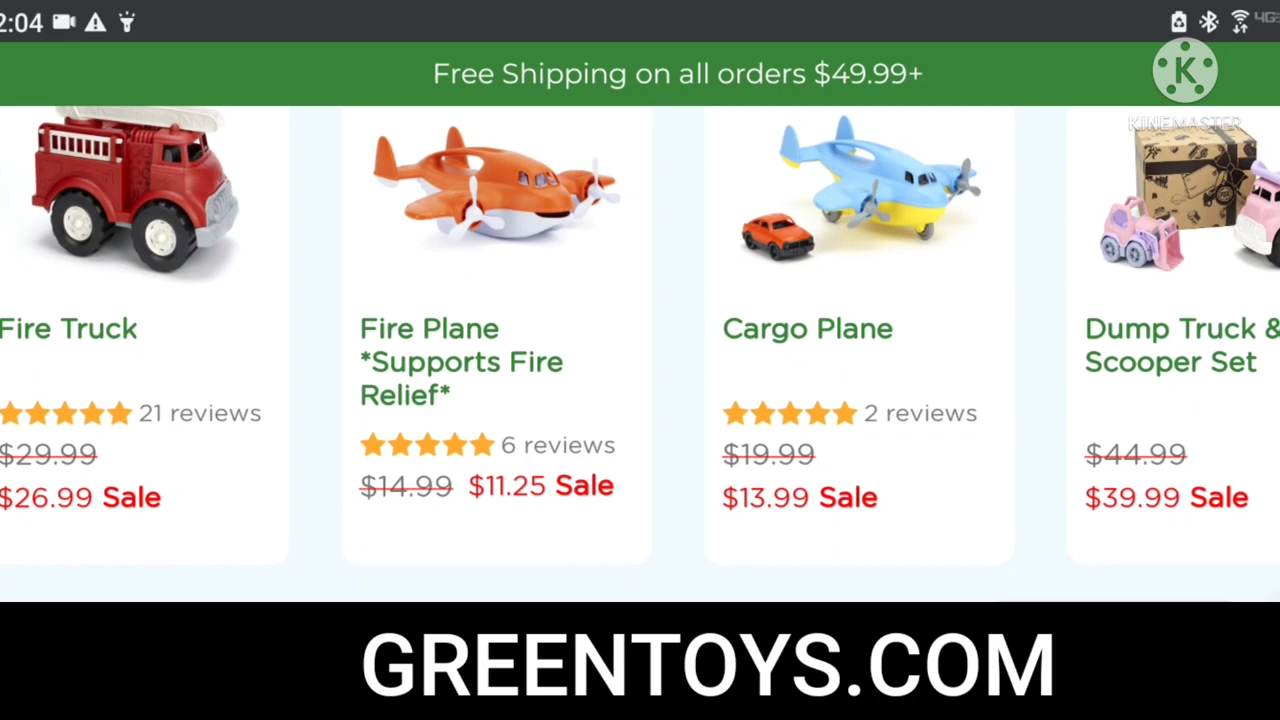 2:04
4G
Free Shipping on all orders $49.99+
K
KINEMASTER
Fire Truck
21 reviews
$29.99
$26.99 Sale
Fire Plane
*Supports Fire
Relief*
6 reviews
$14.99 $11.25 Sale
Cargo Plane
2 reviews
$19.99
$13.99 Sale
Dump Truck &
Scooper Set
$44.99
$39.99 Sale
GREENTOYS.COM